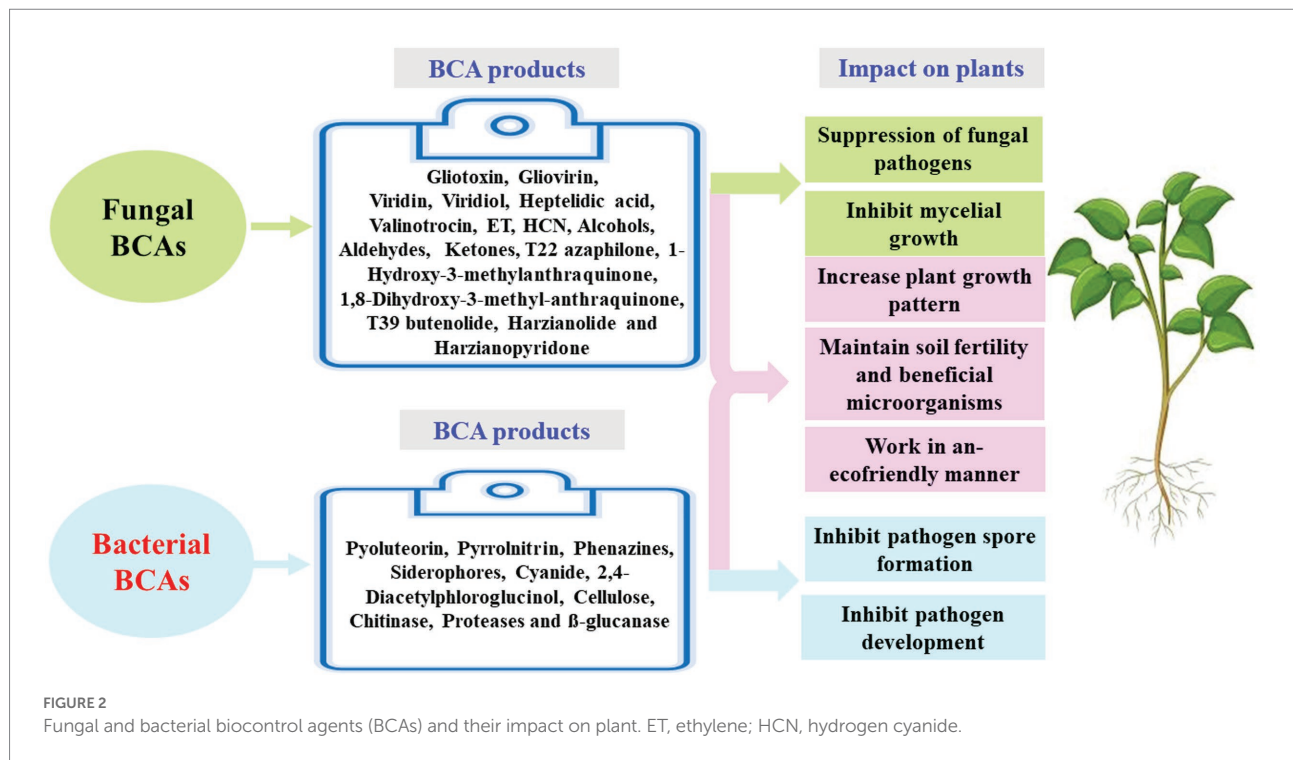 BCA products
Impact on plants
Fungal
BCAs
Gliotoxin, Gliovirin,
Viridin, Viridiol, Heptelidic acid,
Valinotrocin, ET, HCN, Alcohols,
Aldehydes, Ketones, T22 azaphilone, 1-
Hydroxy-3-methylanthraquinone,
1,8-Dihydroxy-3-methyl-anthraquinone,
T39 butenolide, Harzianolide and
Harzianopyridone
Suppression of fungal
pathogens
Inhibit mycelial
growth
Increase plant growth
pattern
Maintain soil fertility
and beneficial
microorganisms
Work in an-
ecofriendly manner
BCA products
Bacterial
BCAs
Pyoluteorin, Pyrrolnitrin, Phenazines,
Siderophores, Cyanide, 2,4-
Diacetylphloroglucinol, Cellulose,
Chitinase, Proteases and ß-glucanase
Inhibit pathogen spore
formation
Inhibit pathogen
development
FIGURE 2
Fungal and bacterial biocontrol agents (BCAs) and their impact on plant. ET, ethylene; HCN, hydrogen cyanide.